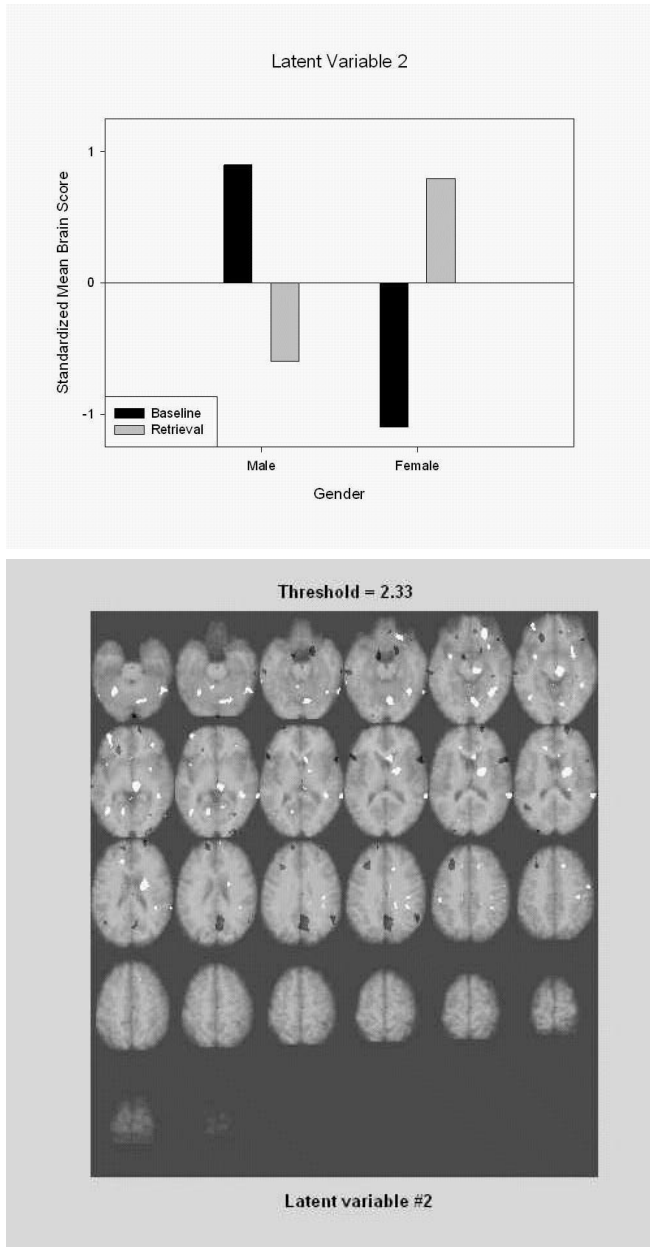 Latent Variable 2
Standardized Mean Brain Score
1
0
-1
Baseline
Retrieval
Male Female
Gender
Threshold = 2.33
Latent variable #2